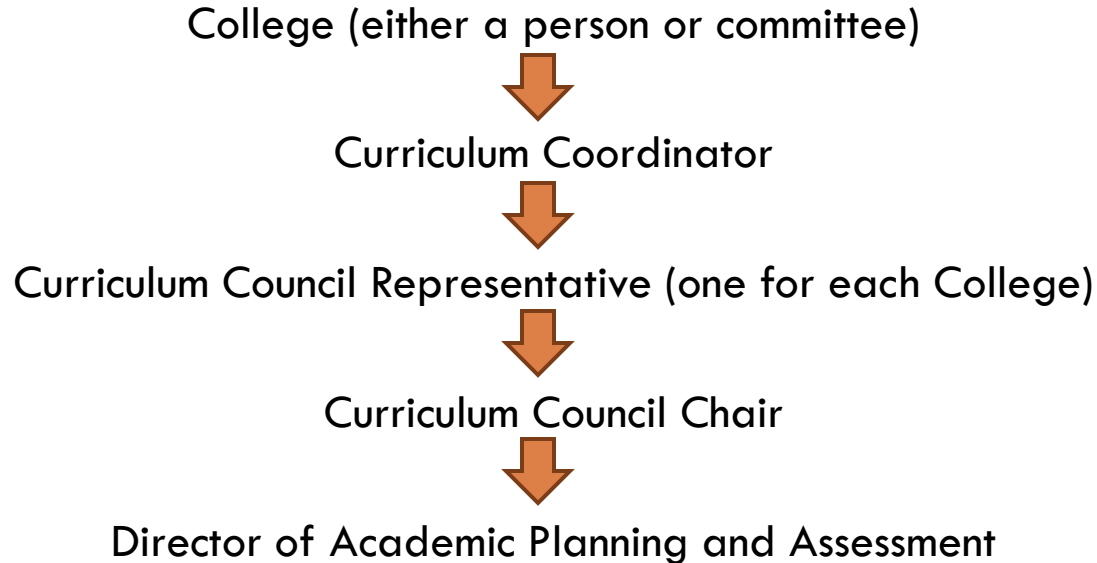 College (either a person or committee)
Curriculum Coordinator
Curriculum Council Representative (one for each College)
Curriculum Council Chair
Director of Academic Planning and Assessment